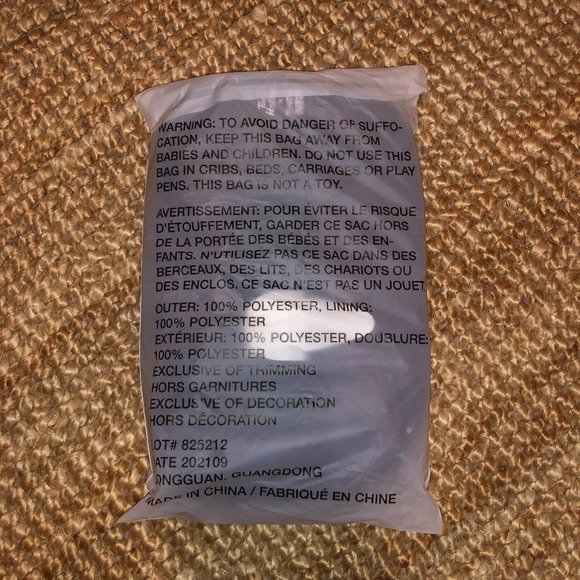 WARNING: TO AVOID DANGER OF SUFFO-
CATION, KEEP THIS BAG AWAY FROM
BABIES AND CHILDREN. DO NOT USE THIS
BAG IN CRIBS, BEDS, CARRIAGES OR PLAY
PENS. THIS BAG IS NOT A TOY.
AVERTISSEMENT: POUR ÉVITER LE RISQUE
D'ÉTOUFFEMENT, GARDER CE SAC HORS
DE LA PORTÉE DES BÉBÉS ET DES EN-
FANTS. N'UTILISEZ PAS CE SAC DANS DES
BERCEAUX, DES LITS, DES CHARIOTS OU
DES ENCLOS. CE SAC N'EST PAS UN JOUET
OUTER: 100% POLYESTER, LINING:
100% POLYESTER
EXTÉRIEUR: 100% POLYESTER, DOUBLURE:
100% POLYESTER
EXCLUSIVE OF TRIMMING
HORS GARNITURES
EXCLUSIVE OF DECORATION
HORS DÉCORATION
OT# 825212
ATE 202109
ONGGUAN, GUANGDONG
MADE IN CHINA / FABRIQUÉ EN CHINE